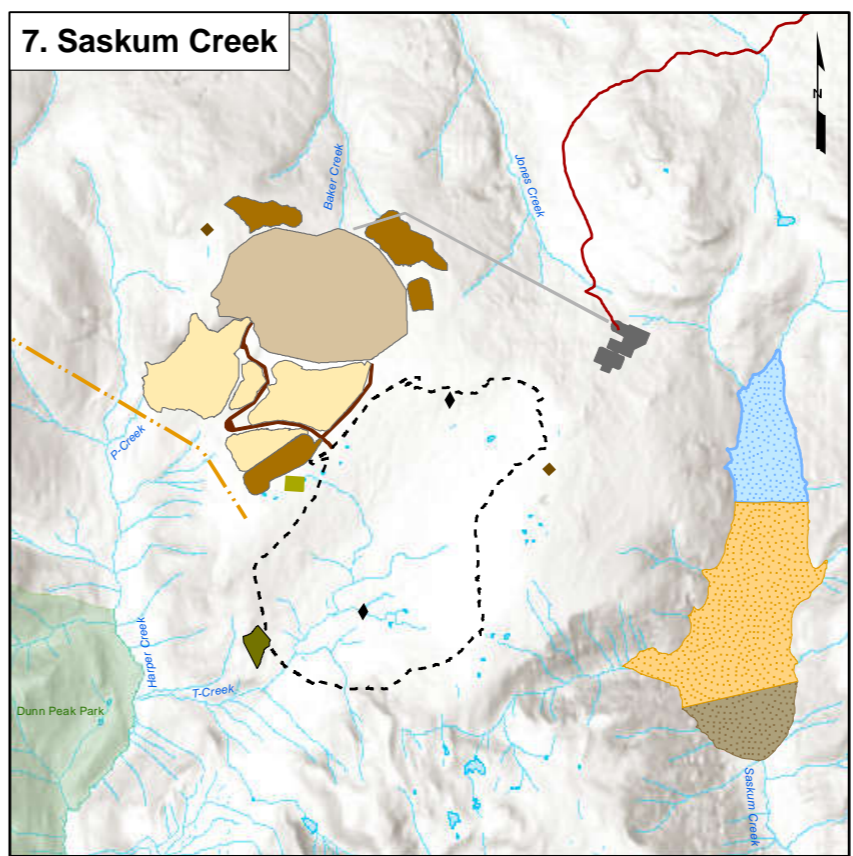 7. Saskum Creek
N
Baker Creek
Jones Creek
P-Creek
Harper Creek
T-Creek
Dunn Peak Park
Saskum Creek